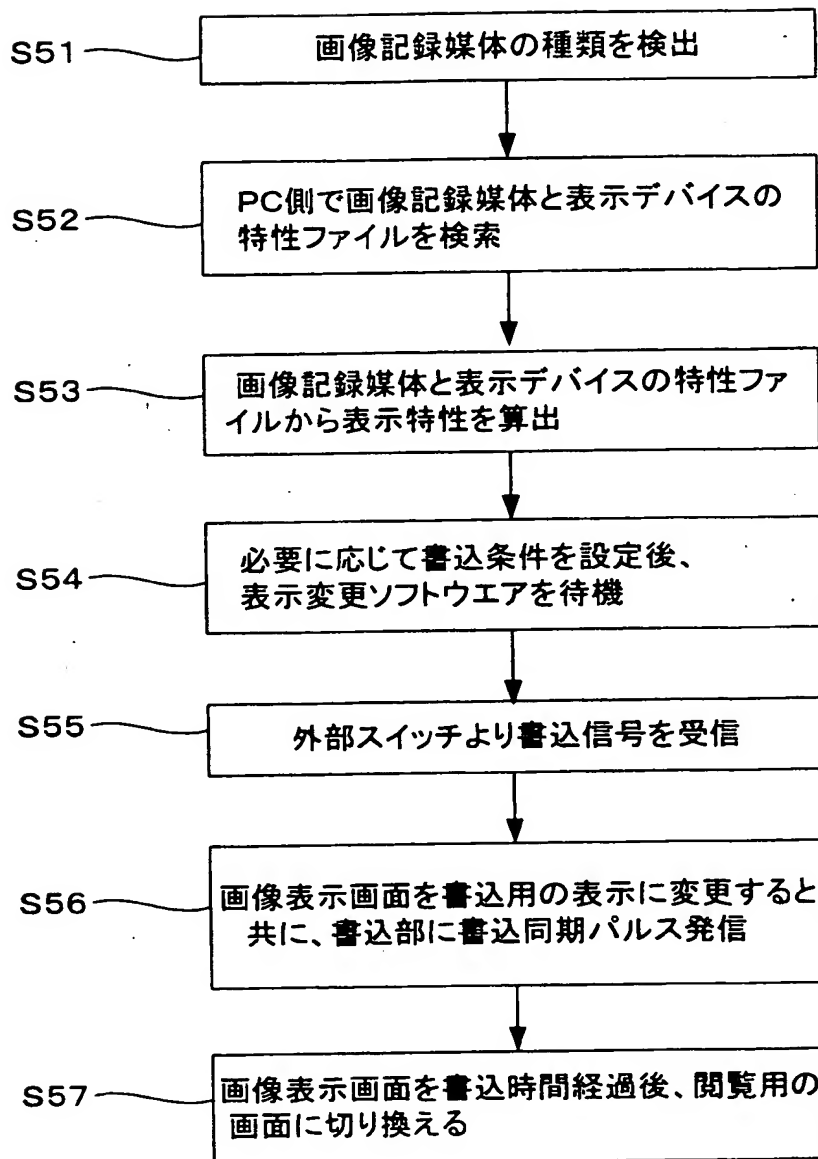 S51
画像記録媒体の種類を検出
S52
PC側で画像記録媒体と表示デバイスの
特性ファイルを検索
S53
画像記録媒体と表示デバイスの特性ファ
イルから表示特性を算出
S54
必要に応じて書込条件を設定後、
表示変更ソフトウエアを待機
S55
外部スイッチより書込信号を受信
S56
画像表示画面を書込用の表示に変更すると
共に、書込部に書込同期パルス発信
S57
画像表示画面を書込時間経過後、閲覧用の
画面に切り換える